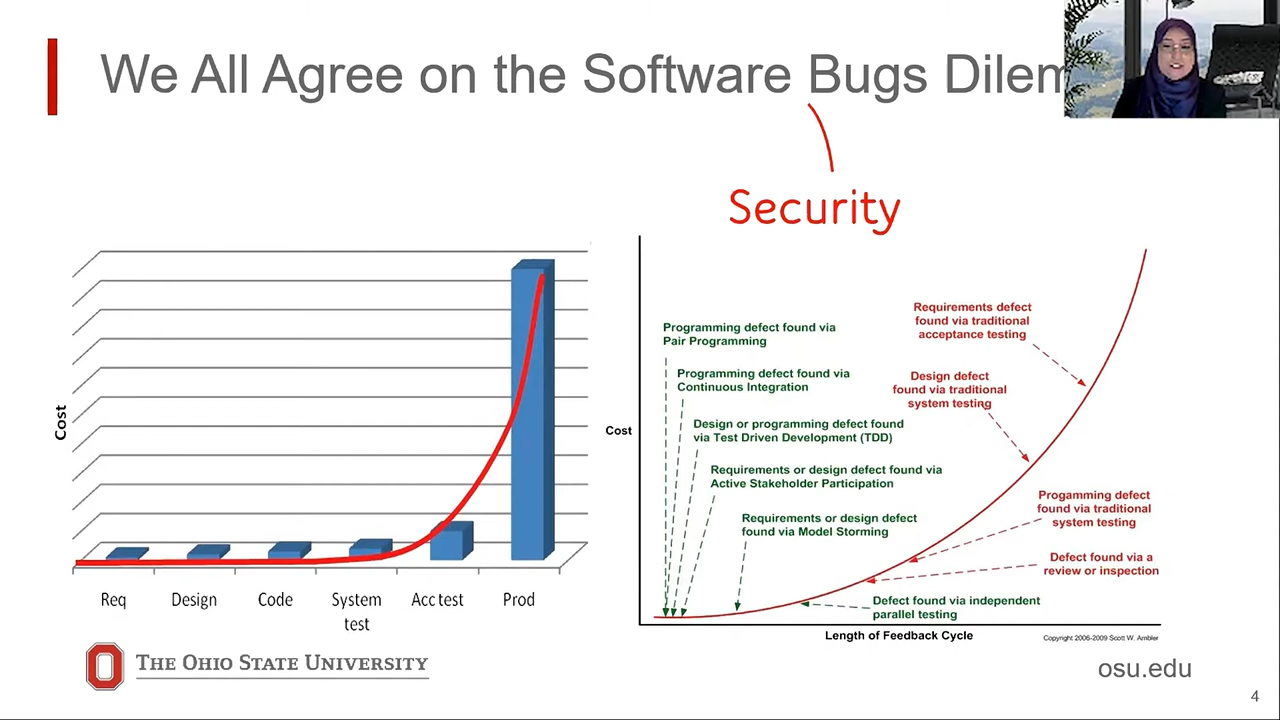 We All Agree on the Software Bugs Dilem
Security
Cost
Req
Design
Code
System
test
Acc test
Prod
Cost
Programming defect found via
Pair Programming
Programming defect found via
Continuous Integration
Design or programming defect found
via Test Driven Development (TDD)
Requirements or design defect found via
Active Stakeholder Participation
Requirements or design defect
found via Model Storming
Requirements defect
found via traditional
acceptance testing
Design defect
found via traditional
system testing
Progamming defect
found via traditional
system testing
Defect found via a
review or inspection
Defect found via independent
parallel testing
Length of Feedback Cycle
Copyright 2006-2009 Scott W. Ambler
THE OHIO STATE UNIVERSITY
osu.edu
4